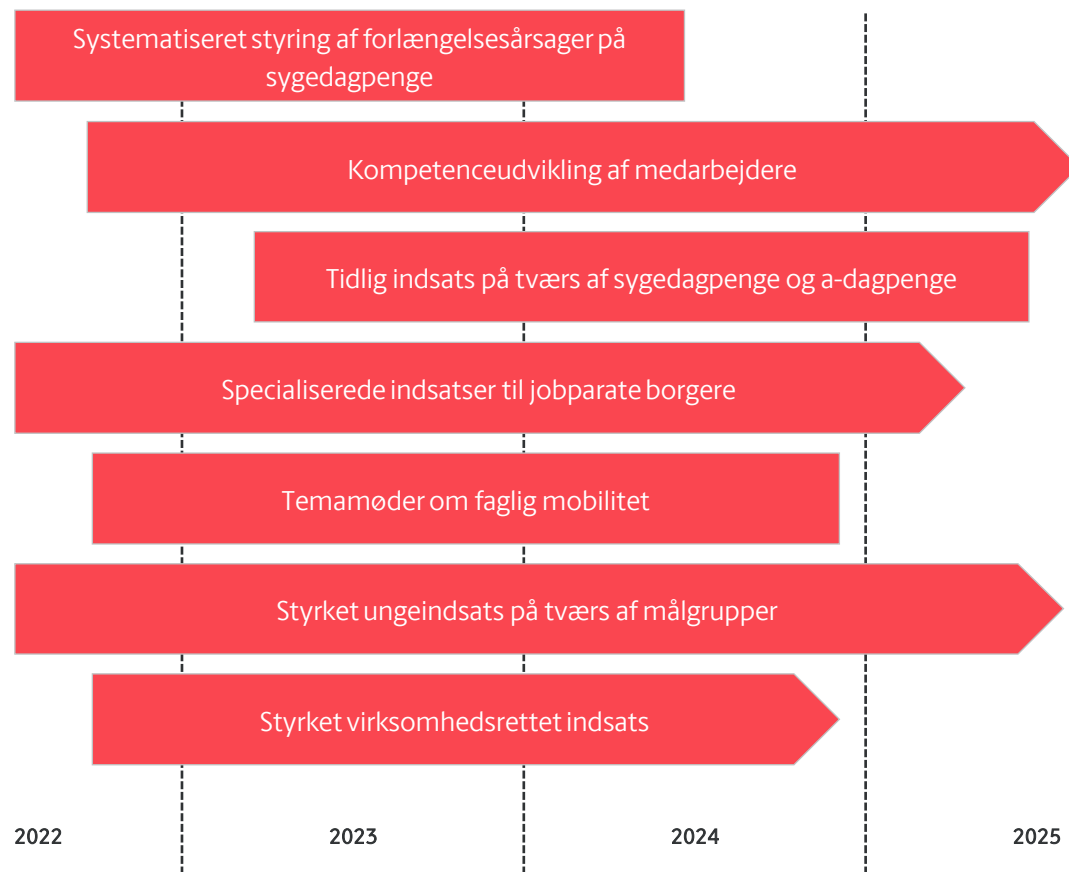 Systematiseret styring af forlængelsesårsager på
sygedagpenge
Kompetenceudvikling af medarbejdere
Tidlig indsats på tværs af sygedagpenge og a-dagpenge
Specialiserede indsatser til jobparate borgere
Temamøder om faglig mobilitet
Styrket ungeindsats på tværs af målgrupper
Styrket virksomhedsrettet indsats
2022 2023 2024 2025